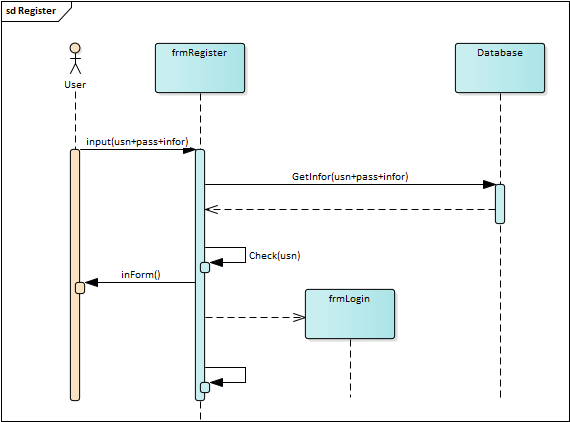 sd Register
frmRegister
Database
User
input(usn+pass+infor)
GetInfor(usn+pass+infor)
Check(usn)
inForm()
frmLogin